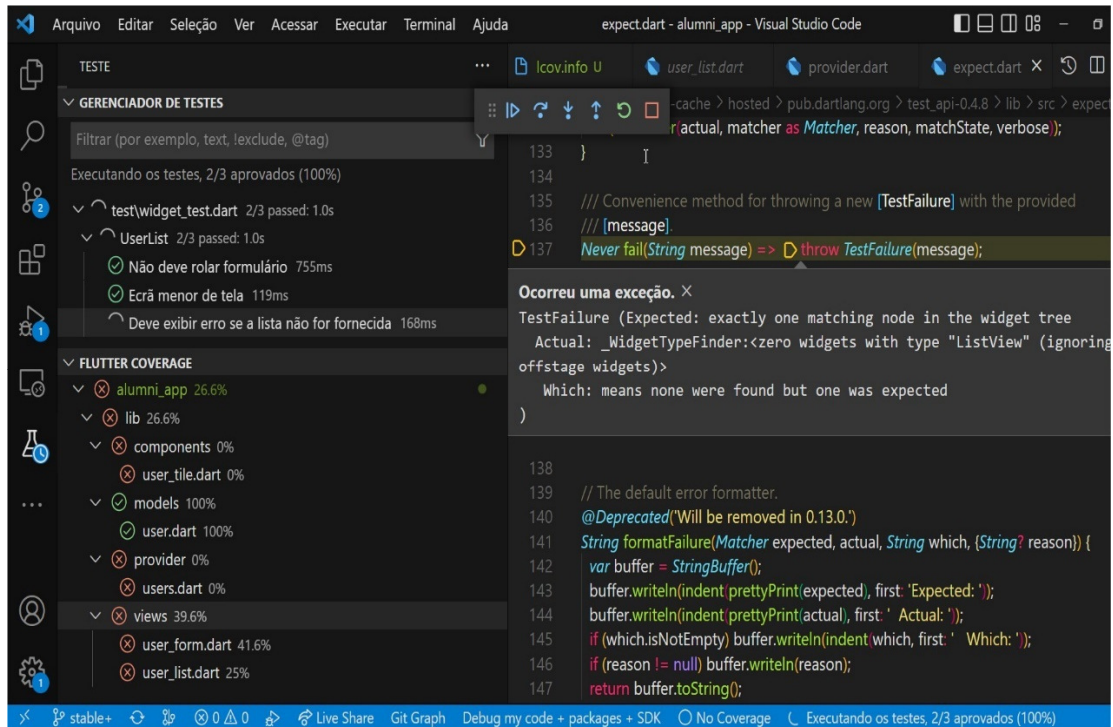 Arquivo Editar Seleção Ver Acessar Executar Terminal Ajuda expect.dart - alumni_app - Visual Studio Code
TESTE
GERENCIADOR DE TESTES
Filtrar (por exemplo, text, !exclude, @tag)
Executando os testes, 2/3 aprovados (100%)
test\widget_test.dart 2/3 passed: 1.0s
UserList 2/3 passed: 1.0s
Não deve rolar formulário 755ms
Ecrã menor de tela 119ms
Deve exibir erro se a lista não for fornecida 168ms
FLUTTER COVERAGE
alumni_app 26.6%
lib 26.6%
components 0%
user_tile.dart 0%
models 100%
user.dart 100%
provider 0%
users.dart 0%
views 39.6%
user_form.dart 41.6%
user_list.dart 25%
2
1
1
lcov.info U user_list.dart provider.dart expect.dart
-cache > hosted > pub.dartlang.org > test_api-0.4.8 > lib > src > expect
(actual, matcher as Matcher, reason, matchState, verbose));
133 }
134
135 /// Convenience method for throwing a new [TestFailure] with the provided
136 /// [message].
137 Never fail(String message) => throw TestFailure(message);
Ocorreu uma exceção.
TestFailure (Expected: exactly one matching node in the widget tree
Actual: _WidgetTypeFinder:<zero widgets with type "ListView" (ignoring
offstage widgets)>
Which: means none were found but one was expected
)
138
139 // The default error formatter.
140 @Deprecated('Will be removed in 0.13.0.')
141 String formatFailure(Matcher expected, actual, String which, {String? reason}) {
142 var buffer = StringBuffer();
143 buffer.writeln(indent(prettyPrint(expected), first: 'Expected: '));
144 buffer.writeln(indent(prettyPrint(actual), first: ' Actual: '));
145 if (which.isNotEmpty) buffer.writeln(indent(which, first: ' Which: '));
146 if (reason != null) buffer.writeln(reason);
147 return buffer.toString();
stable+ 0 0 Live Share Git Graph Debug my code + packages + SDK No Coverage Executando os testes, 2/3 aprovados (100%)